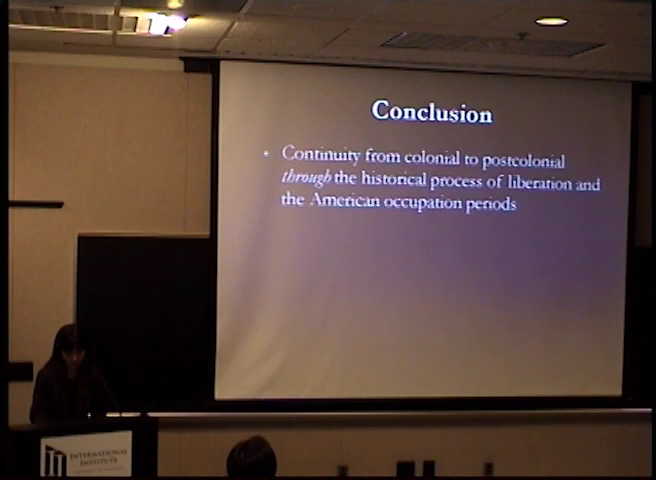 Conclusion
• Continuity from colonial to postcolonial
through the historical process of liberation and
the American occupation periods
INTERNATIONAL
INSTITUTE